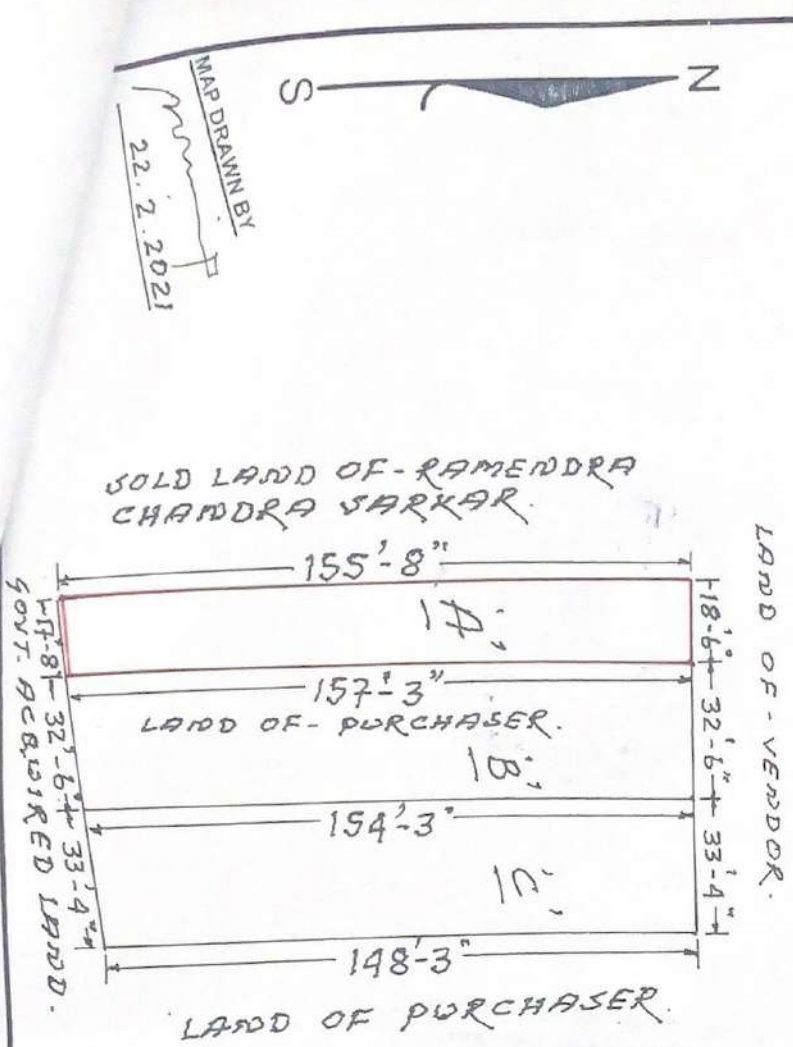 S
N
MAP DRAWN BY
22.2.2021
SOLD LAND OF-RAMENDRA
CHANDRA SARKAR.
LAND OF-VENDOR.
155'-8"
'A'
18'-6"
17'-8"
157'-3"
LAND OF-PURCHASER.
'B'
32'-6"
32'-6"
154'-3"
'C'
33'-4"
33'-4"
148'-3"
GOVT. ACQUIRED LAND.
LAND OF PURCHASER.